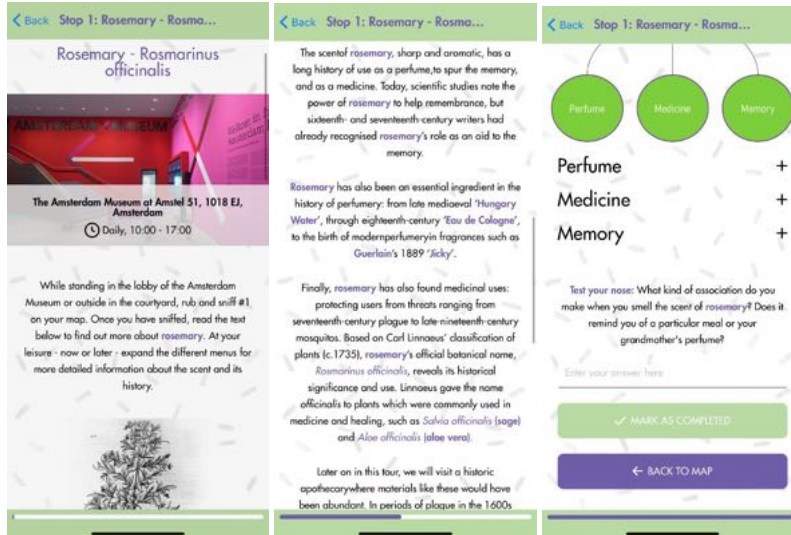 Back Stop 1: Rosemary - Rosma...
Rosemary - Rosmarinus
officinalis
AMSTERDAM MUSEUM
The Amsterdam Museum at Amstel 51, 1018 EJ,
Amsterdam
Daily, 10:00 - 17:00
While standing in the lobby of the Amsterdam
Museum or outside in the courtyard, rub and sniff #1
on your map. Once you have sniffed, read the text
below to find out more about rosemary. At your
leisure - now or later - expand the different menus for
more detailed information about the scent and its
history.
Back Stop 1: Rosemary - Rosma...
The scentof rosemary, sharp and aromatic, has a
long history of use as a perfume,to spur the memory,
and as a medicine. Today, scientific studies note the
power of rosemary to help remembrance, but
sixteenth- and seventeenth-century writers had
already recognised rosemary's role as an aid to the
memory.
Rosemary has also been an essential ingredient in the
history of perfumery: from late mediaeval 'Hungary
Water', through eighteenth-century 'Eau de Cologne',
to the birth of modernperfumeryin fragrances such as
Guerlain's 1889 'Jicky'.
Finally, rosemary has also found medicinal uses:
protecting users from threats ranging from
seventeenth-century plague to late-nineteenth-century
mosquitos. Based on Carl Linnaeus' classification of
plants (c.1735), rosemary's official botanical name,
Rosmarinus officinalis, reveals its historical
significance and use. Linnaeus gave the name
officinalis to plants which were commonly used in
medicine and healing, such as Salvia officinalis (sage)
and Aloe officinalis (aloe vera).
Later on in this tour, we will visit a historic
apothecarywhere materials like these would have
been abundant. In periods of plague in the 1600s
Back Stop 1: Rosemary - Rosma...
Perfume Medicine Memory
Perfume +
Medicine +
Memory +
Test your nose: What kind of association do you
make when you smell the scent of rosemary? Does it
remind you of a particular meal or your
grandmother's perfume?
Enter your answer here
MARK AS COMPLETED
BACK TO MAP